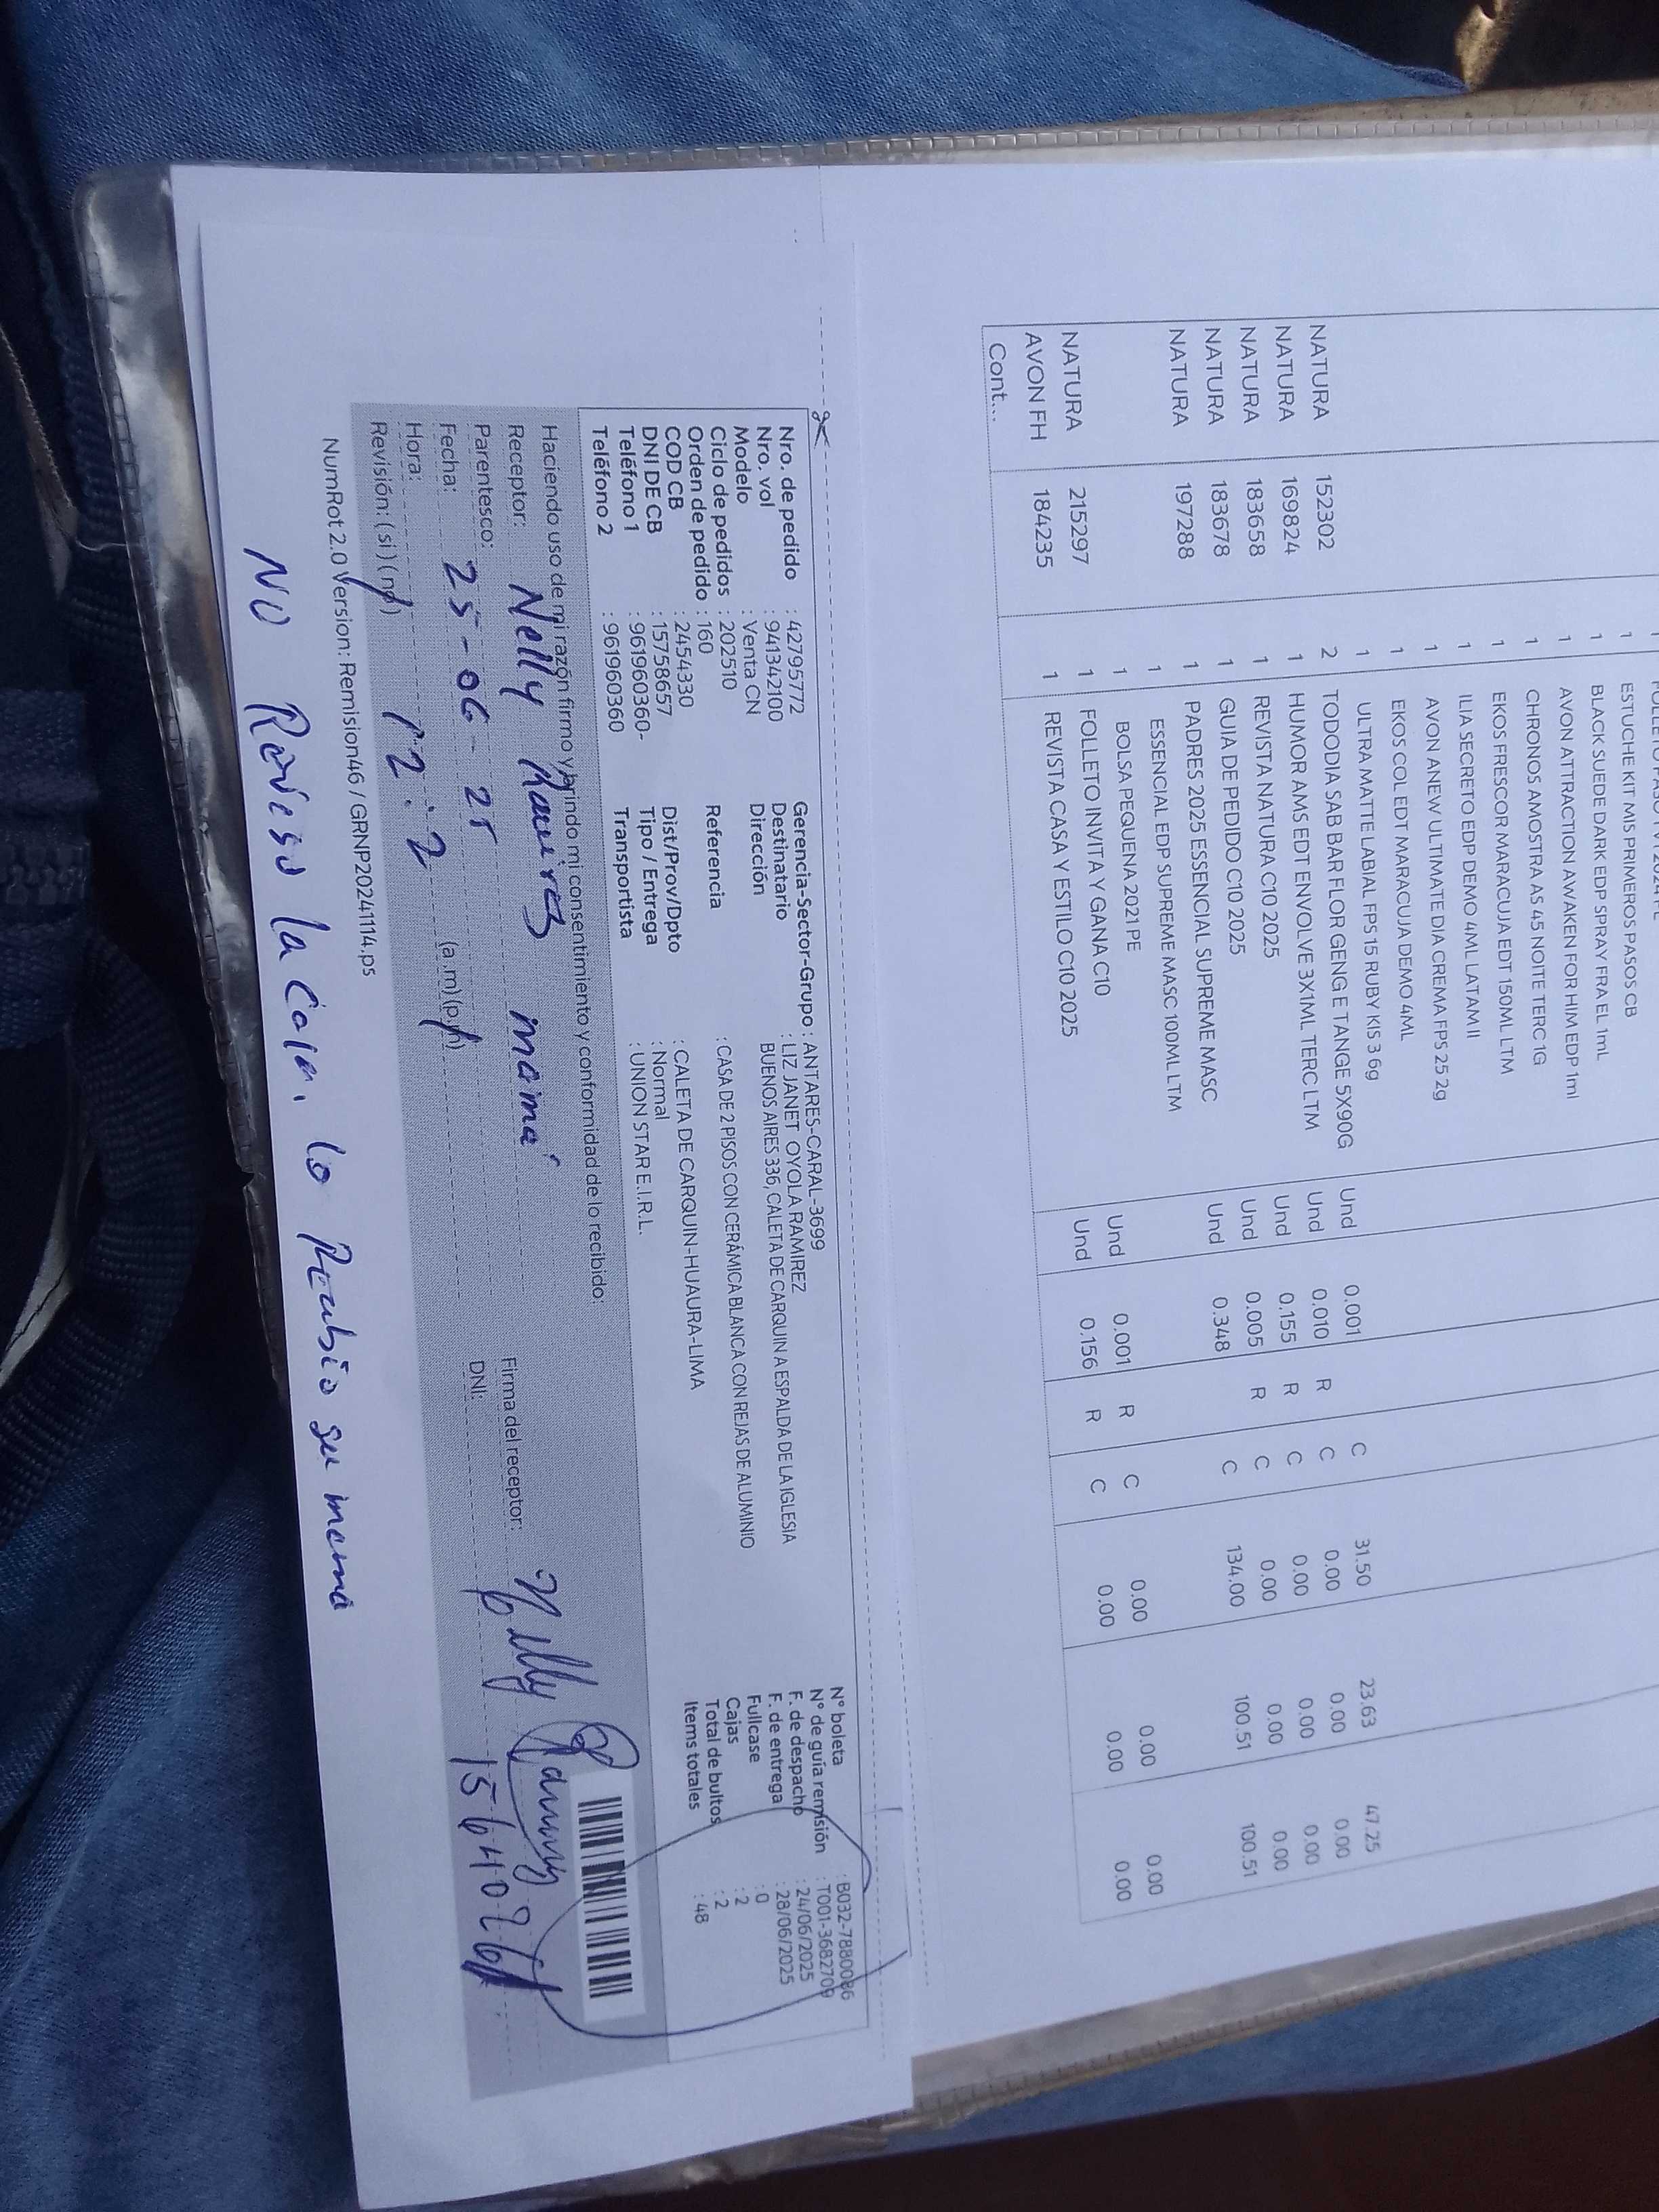 1 ESTUCHE KIT MIS PRIMEROS PASOS CB
1 BLACK SUEDE DARK EDP SPRAY FRA EL 1mL
1 AVON ATTRACTION AWAKEN FOR HIM EDP 1ml
1 CHRONOS AMOSTRA AS 45 NOITE TERC 1G
1 EKOS FRESCOR MARACUJA EDT 150ML LTM
1 ILIA SECRETO EDP DEMO 4ML LATAM II
1 AVON ANEW ULTIMATE DIA CREMA FPS 25 2g
1 EKOS COL EDT MARACUJA DEMO 4ML
1 ULTRA MATTE LABIAL FPS 15 RUBY KIS 3 6g
NATURA 152302 2 TODODIA SAB BAR FLOR GENG E TANGE 5X90G Und 0.001 C 31.50 23.63 47.25
NATURA 169824 1 HUMOR AMS EDT ENVOLVE 3X1ML TERC LTM Und 0.010 R C 0.00 0.00 0.00
NATURA 183658 1 REVISTA NATURA C10 2025 Und 0.155 R C 0.00 0.00 0.00
NATURA 183678 1 GUIA DE PEDIDO C10 2025 Und 0.005 R C 0.00 0.00 0.00
NATURA 197288 1 PADRES 2025 ESSENCIAL SUPREME MASC Und 0.348 C 134.00 100.51 100.51
1 ESSENCIAL EDP SUPREME MASC 100ML LTM
1 BOLSA PEQUENA 2021 PE
NATURA 215297 1 FOLLETO INVITA Y GANA C10 Und 0.001 R C 0.00 0.00 0.00
AVON FH 184235 1 REVISTA CASA Y ESTILO C10 2025 Und 0.156 R C 0.00 0.00 0.00
Cont...
Nro. de pedido : 42795772 Gerencia-Sector-Grupo : ANTARES-CARAL-3699 N° boleta : B032-7880086
Nro. vol : 941342100 Destinatario : LIZ JANET OYOLA RAMIREZ N° de guía remisión : T001-3682709
Modelo : Venta CN Dirección BUENOS AIRES 336, CALETA DE CARQUIN A ESPALDA DE LA IGLESIA F. de despacho : 24/06/2025
Ciclo de pedidos : 202510 Referencia : CASA DE 2 PISOS CON CERÁMICA BLANCA CON REJAS DE ALUMINIO F. de entrega : 28/06/2025
Orden de pedido : 160 Fullcase : 0
COD CB : 2454330 Dist/Prov/Dpto : CALETA DE CARQUIN-HUAURA-LIMA Cajas : 2
DNI DE CB : 15758657 Tipo / Entrega : Normal Total de bultos : 2
Teléfono 1 : 961960360- Transportista : UNION STAR E.I.R.L. Items totales : 48
Teléfono 2 : 961960360
Haciendo uso de mi razón firmo y brindo mi consentimiento y conformidad de lo recibido:
Receptor: Nelly Ramirez mamá Firma del receptor: Nelly Ramirez
Parentesco: DNI: 15640261
Fecha: 25-06-25
Hora: 12:2 (a.m) (p.m)
Revisión: (si) (no)
NumRot 2.0 Version: Remision46 / GRNP20241114.ps
NO Reviso la Caja, lo Recibio su mamá